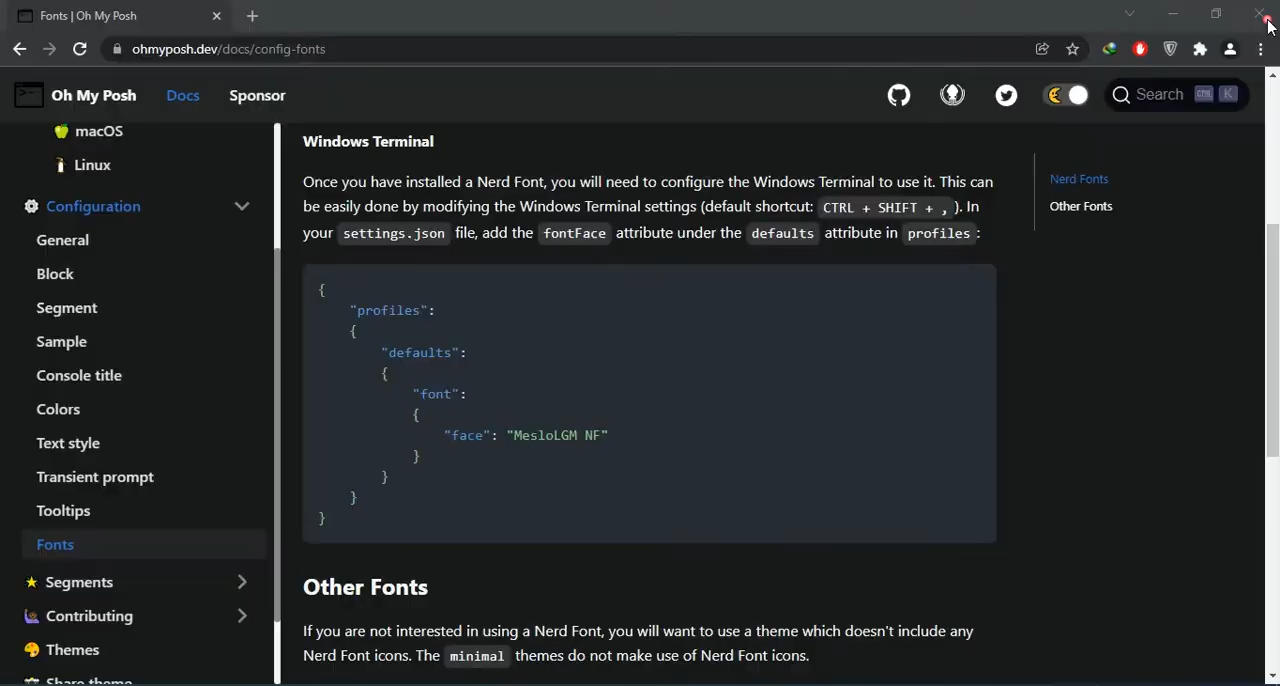 Fonts | Oh My Posh
ohmyposh.dev/docs/config-fonts
Oh My Posh Docs Sponsor Search CTRL K
macOS
Linux
Configuration
General
Block
Segment
Sample
Console title
Colors
Text style
Transient prompt
Tooltips
Fonts
Segments
Contributing
Themes
Share theme
Windows Terminal
Once you have installed a Nerd Font, you will need to configure the Windows Terminal to use it. This can
be easily done by modifying the Windows Terminal settings (default shortcut: CTRL + SHIFT + , ). In
your settings.json file, add the fontFace attribute under the defaults attribute in profiles :
{
"profiles":
{
"defaults":
{
"font":
{
"face": "MesloLGM NF"
}
}
}
}
Other Fonts
If you are not interested in using a Nerd Font, you will want to use a theme which doesn't include any
Nerd Font icons. The minimal themes do not make use of Nerd Font icons.
Nerd Fonts
Other Fonts